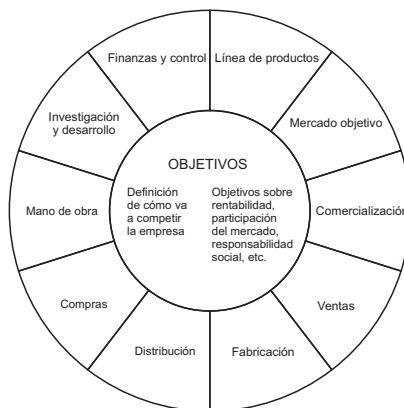 Finanzas y control
Línea de productos
Mercado objetivo
Comercialización
Ventas
Fabricación
Distribución
Compras
Mano de obra
Investigación
y desarrollo
OBJETIVOS
Definición
de cómo va
a competir
la empresa
Objetivos sobre
rentabilidad,
participación
del mercado,
responsabilidad
social, etc.